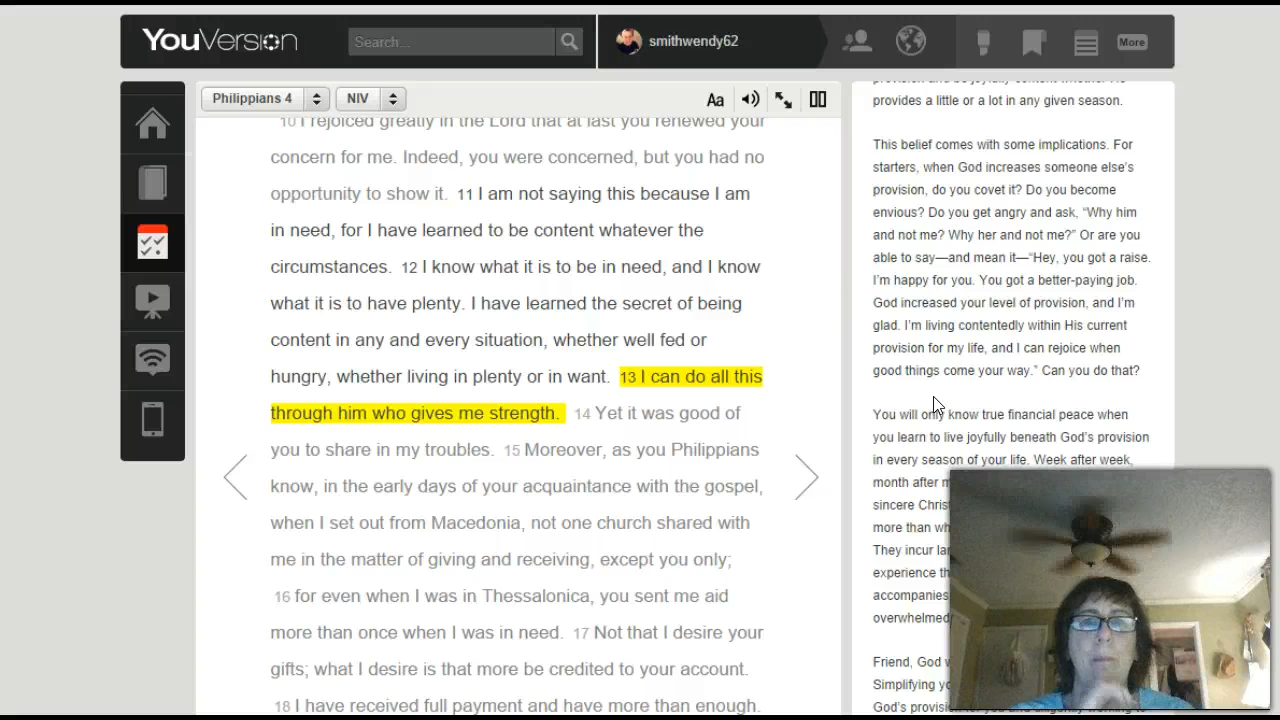 YouVersion
Search...
smithwendy62
More
Philippians 4
NIV
Aa
10 I rejoiced greatly in the Lord that at last you renewed your
concern for me. Indeed, you were concerned, but you had no
opportunity to show it. 11 I am not saying this because I am
in need, for I have learned to be content whatever the
circumstances. 12 I know what it is to be in need, and I know
what it is to have plenty. I have learned the secret of being
content in any and every situation, whether well fed or
hungry, whether living in plenty or in want. 13 I can do all this
through him who gives me strength. 14 Yet it was good of
you to share in my troubles. 15 Moreover, as you Philippians
know, in the early days of your acquaintance with the gospel,
when I set out from Macedonia, not one church shared with
me in the matter of giving and receiving, except you only;
16 for even when I was in Thessalonica, you sent me aid
more than once when I was in need. 17 Not that I desire your
gifts; what I desire is that more be credited to your account.
18 I have received full payment and have more than enough.
provides a little or a lot in any given season.
This belief comes with some implications. For
starters, when God increases someone else's
provision, do you covet it? Do you become
envious? Do you get angry and ask, “Why him
and not me? Why her and not me?” Or are you
able to say—and mean it—“Hey, you got a raise.
I'm happy for you. You got a better-paying job.
God increased your level of provision, and I'm
glad. I'm living contentedly within His current
provision for my life, and I can rejoice when
good things come your way.” Can you do that?
You will only know true financial peace when
you learn to live joyfully beneath God's provision
in every season of your life. Week after week,
month after
sincere
more than
They incur
experience
accompanies
Friend, God
Simplifying
God's provision